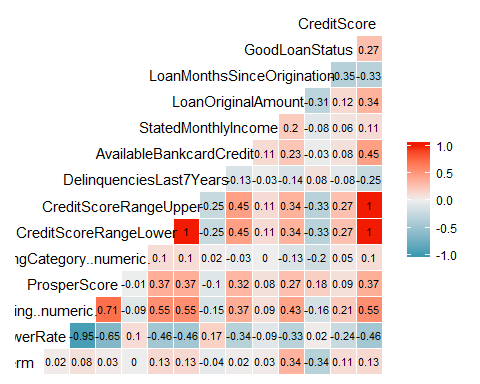 CreditScore
GoodLoanStatus 0.27
LoanMonthsSinceOrigination -0.35 -0.33
LoanOriginalAmount -0.31 0.12 0.34
StatedMonthlyIncome 0.2 -0.08 0.06 0.11
AvailableBankcardCredit 0.11 0.23 -0.03 0.08 0.45
DelinquenciesLast7Years -0.13 -0.03 -0.14 0.08 -0.08 -0.25
CreditScoreRangeUpper -0.25 0.45 0.11 0.34 -0.33 0.27 1
CreditScoreRangeLower 1 -0.25 0.45 0.11 0.34 -0.33 0.27 1
ngCategory..numeric. 0.1 0.1 0.02 -0.03 0 -0.13 -0.2 0.05 0.1
ProsperScore -0.01 0.37 0.37 -0.1 0.32 0.08 0.27 0.18 0.09 0.37
ing..numeric. 0.71 -0.09 0.55 0.55 -0.15 0.37 0.09 0.43 -0.16 0.21 0.55
werRate -0.95 -0.65 0.1 -0.46 -0.46 0.17 -0.34 -0.09 -0.33 0.02 -0.24 -0.46
erm 0.02 0.08 0.03 0 0.13 0.13 -0.04 0.02 0.03 0.34 -0.34 0.11 0.13
1.0
0.5
0.0
-0.5
-1.0